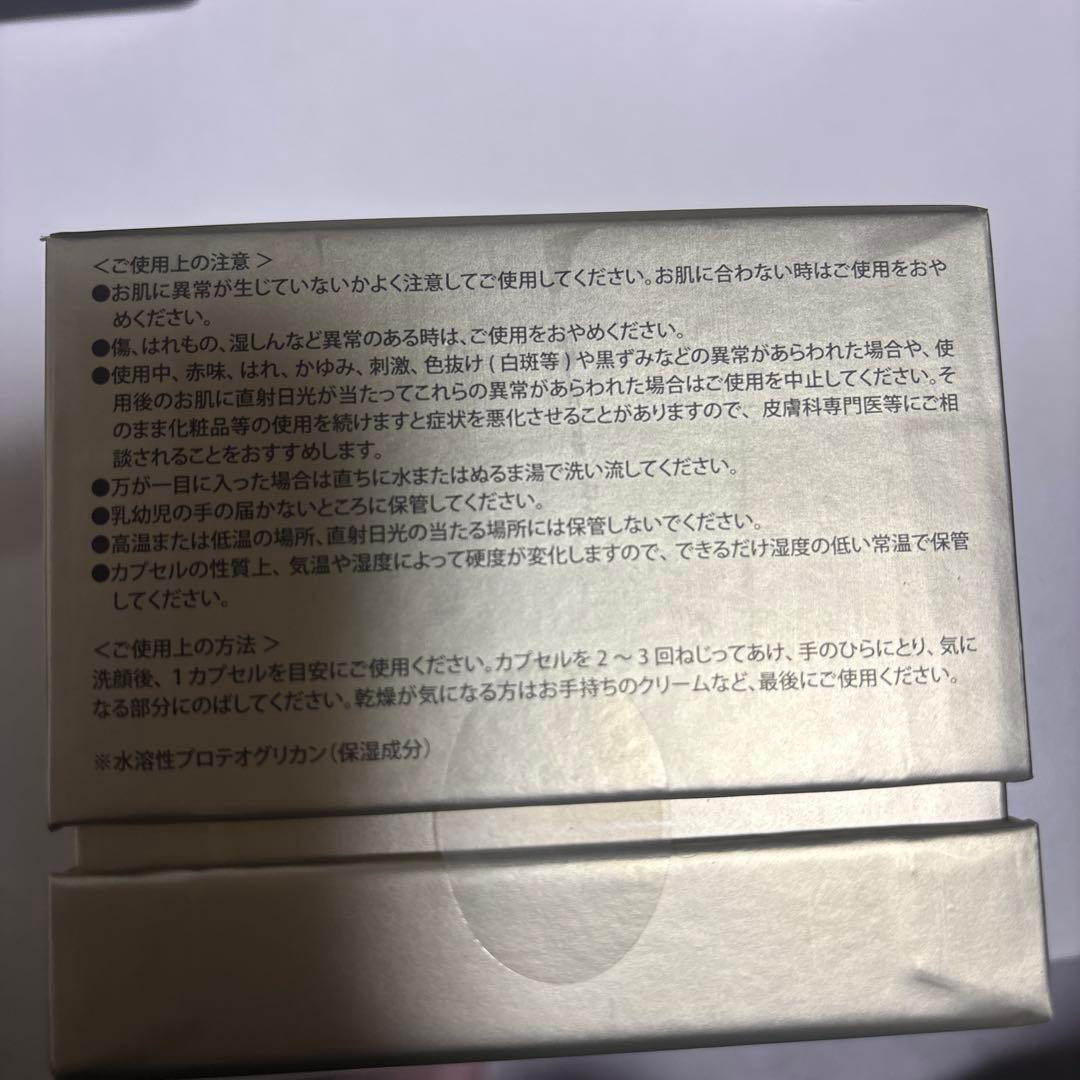 ＜ご使用上の注意 ＞
●お肌に異常が生じていないかよく注意してご使用してください。お肌に合わない時はご使用をおや
めください。
●傷、はれもの、湿しんなど異常のある時は、ご使用をおやめください。
●使用中、赤味、はれ、かゆみ、刺激、色抜け ( 白斑等 ) や黒ずみなどの異常があらわれた場合や、使
用後のお肌に直射日光が当たってこれらの異常があらわれた場合はご使用を中止してください。そ
のまま化粧品等の使用を続けますと症状を悪化させることがありますので、皮膚科専門医等にご相
談されることをおすすめします。
●万が一目に入った場合は直ちに水またはぬるま湯で洗い流してください。
●乳幼児の手の届かないところに保管してください。
●高温または低温の場所、直射日光の当たる場所には保管しないでください。
●カプセルの性質上、気温や湿度によって硬度が変化しますので、できるだけ湿度の低い常温で保管
してください。
＜ご使用上の方法 ＞
洗顔後、1 カプセルを目安にご使用ください。カプセルを 2 ～ 3 回ねじってあけ、手のひらにとり、気に
なる部分にのばしてください。乾燥が気になる方はお手持ちのクリームなど、最後にご使用ください。
※水溶性プロテオグリカン（保湿成分）